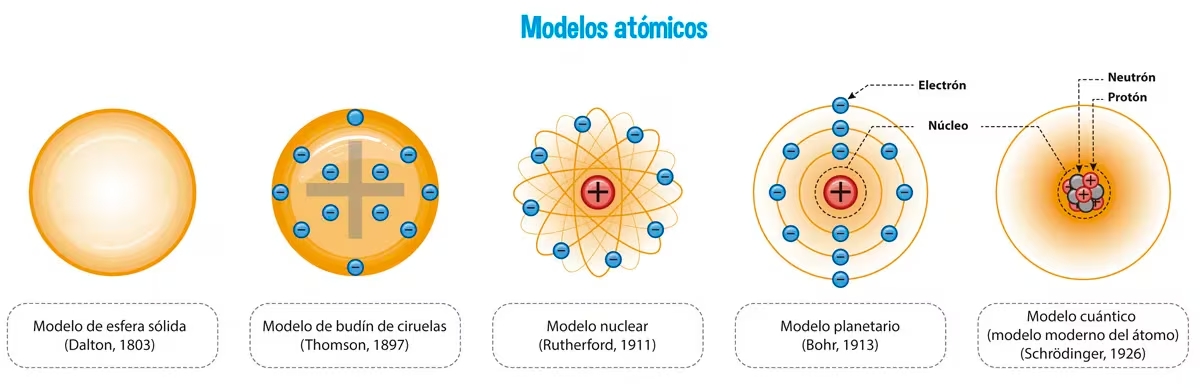 Modelos atómicos
Electrón
Núcleo
Neutrón
Protón
Modelo de esfera sólida
(Dalton, 1803)
Modelo de budín de ciruelas
(Thomson, 1897)
Modelo nuclear
(Rutherford, 1911)
Modelo planetario
(Bohr, 1913)
Modelo cuántico
(modelo moderno del átomo)
(Schrödinger, 1926)